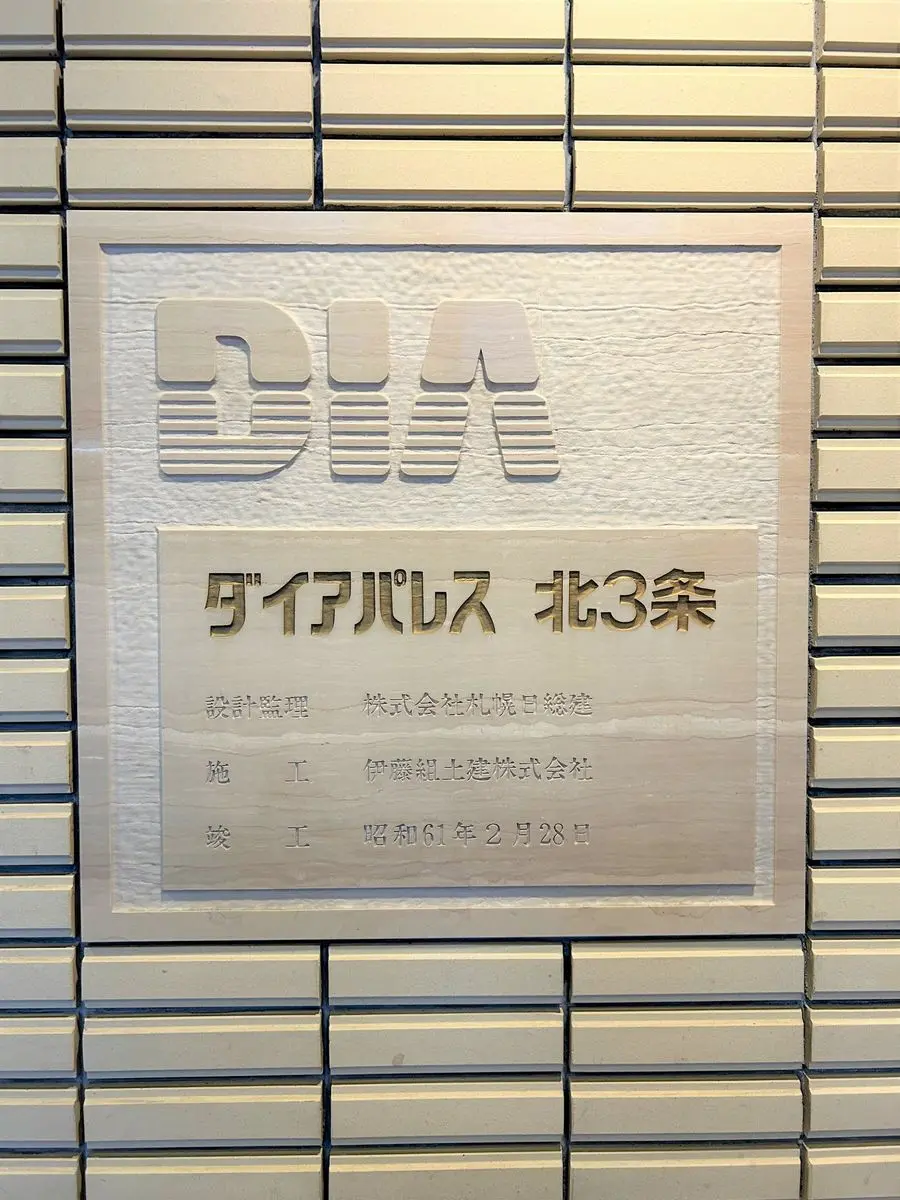 DIA
ダイアパレス 北3条
設計監理 株式会社札幌日総建
施 工 伊藤組土建株式会社
竣 工 昭和61年2月28日